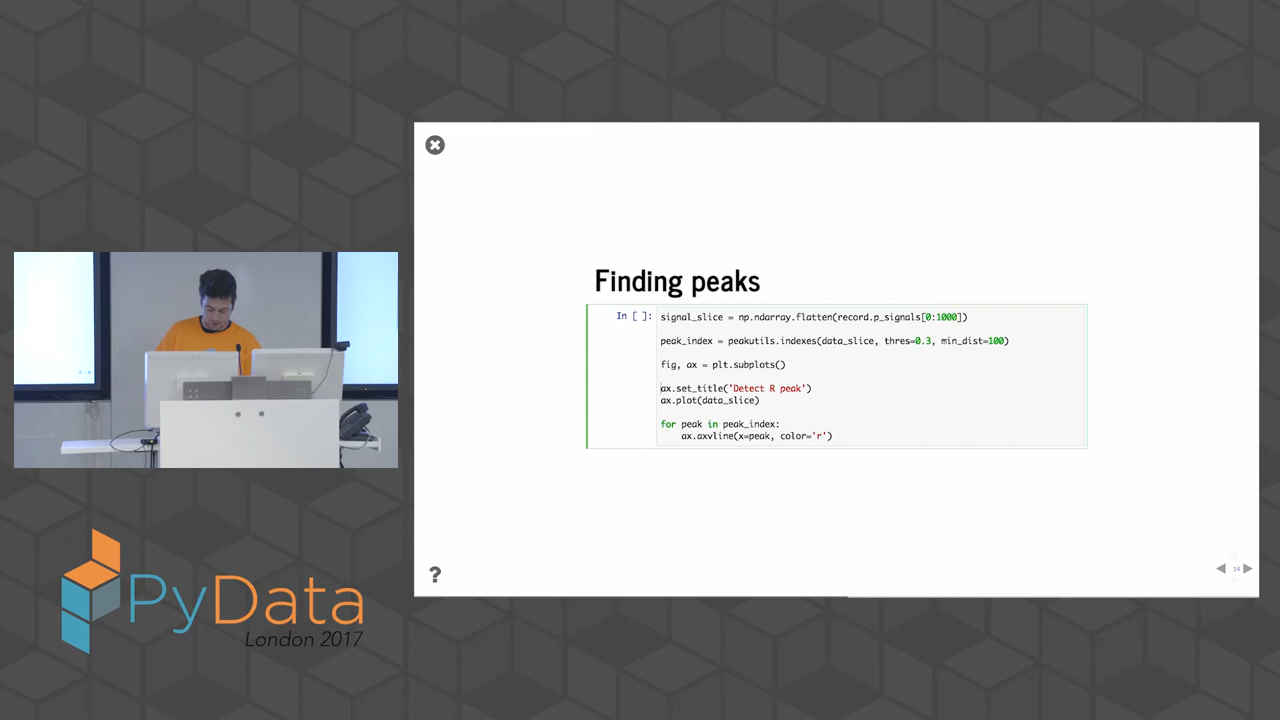 Finding peaks
In [ ]:
signal_slice = np.ndarray.flatten(record.p_signals[0:1000])
peak_index = peakutils.indexes(data_slice, thres=0.3, min_dist=100)
fig, ax = plt.subplots()
ax.set_title('Detect R peak')
ax.plot(data_slice)
for peak in peak_index:
    ax.axvline(x=peak, color='r')
?
14
PyData
London 2017